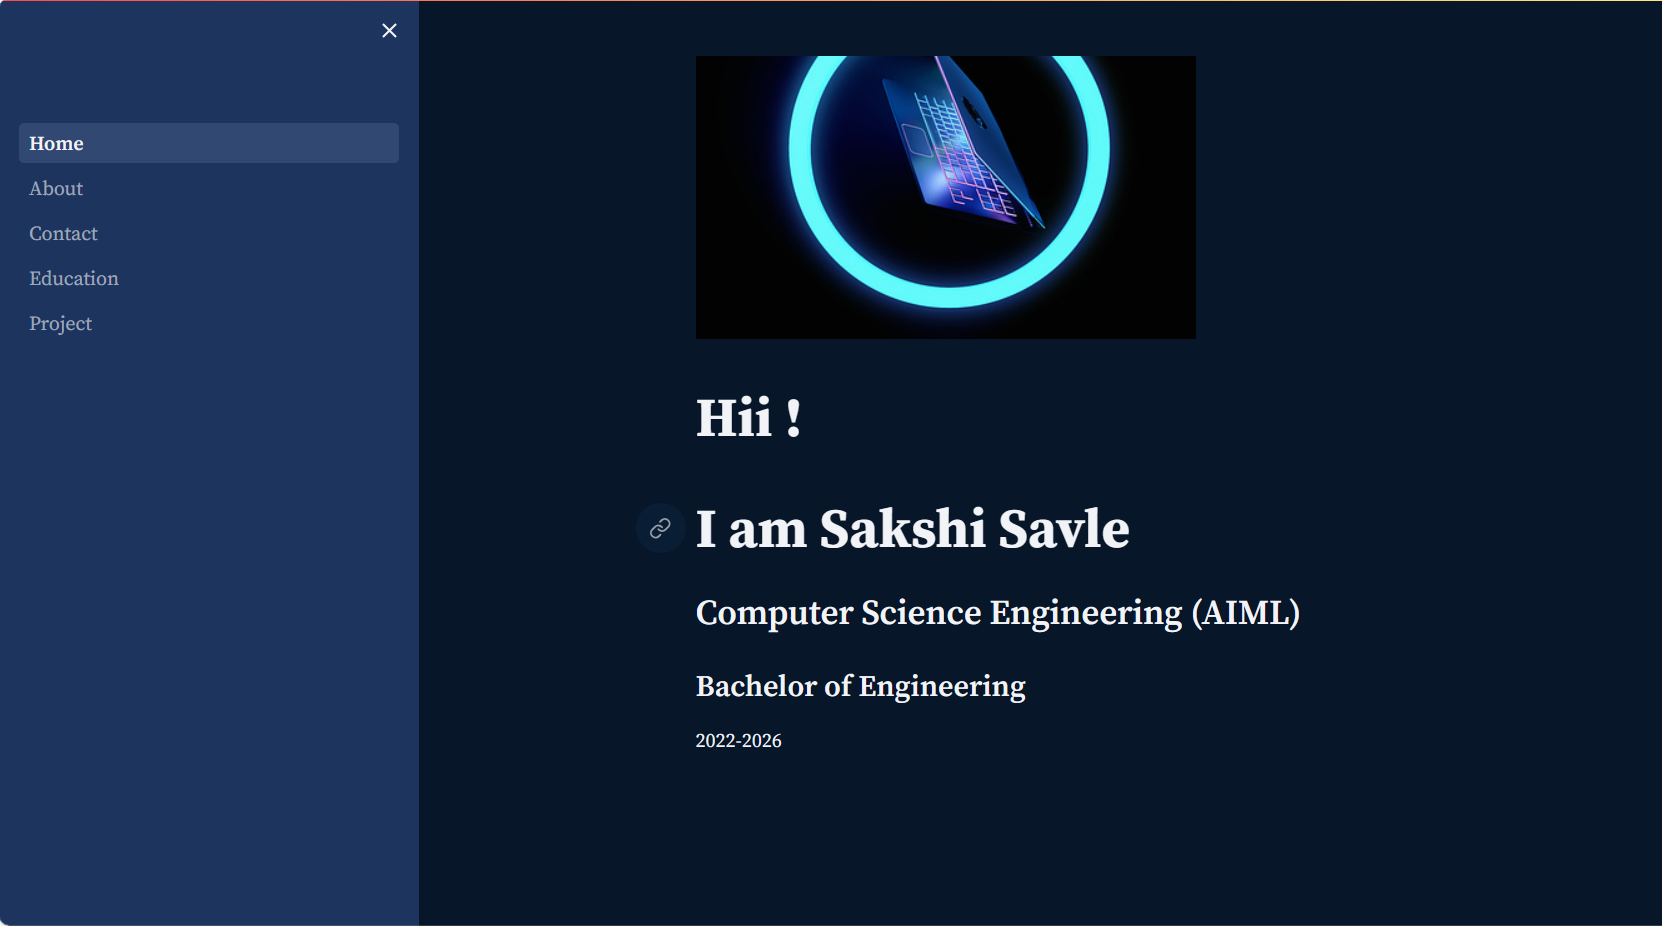 Home
About
Contact
Education
Project
Hii !
I am Sakshi Savle
Computer Science Engineering (AIML)
Bachelor of Engineering
2022-2026